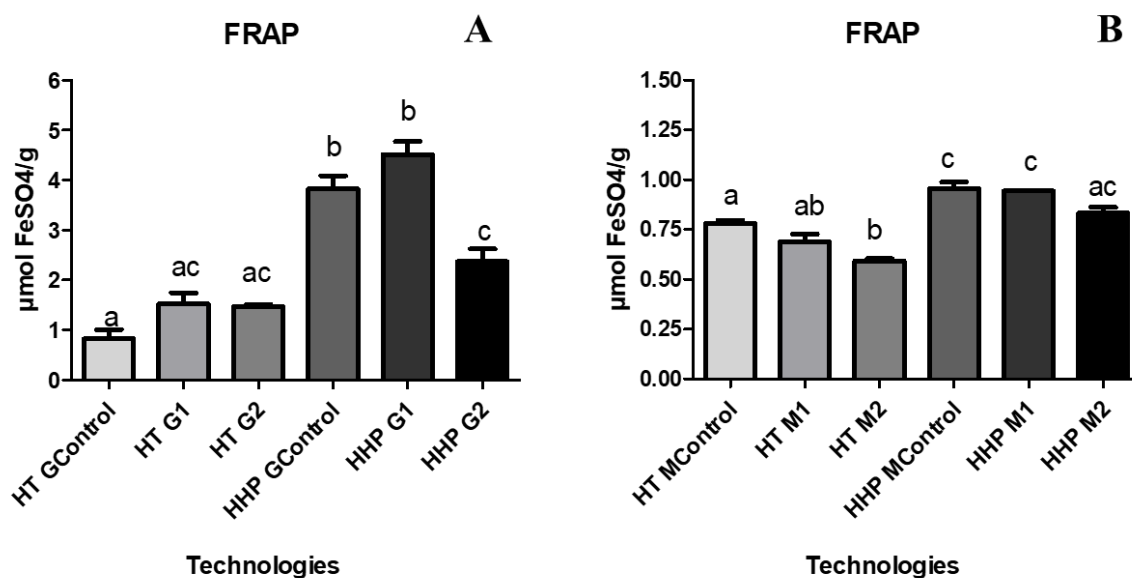 FRAP A
µmol FeSO4/g
6
5
4
3
2
1
0
a
ac
ac
b
b
c
HT GControl
HT G1
HT G2
HHP GControl
HHP G1
HHP G2
Technologies
FRAP B
µmol FeSO4/g
1.50
1.25
1.00
0.75
0.50
0.25
0.00
a
ab
b
c
c
ac
HT MControl
HT M1
HT M2
HHP MControl
HHP M1
HHP M2
Technologies